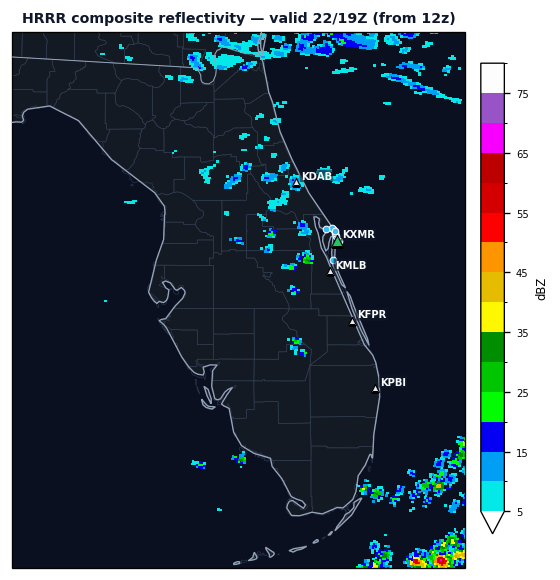 HRRR composite reflectivity — valid 22/19Z (from 12z)
KDAB
KXMR
KMLB
KFPR
KPBI
75
65
55
45
35
25
15
5
dBZ